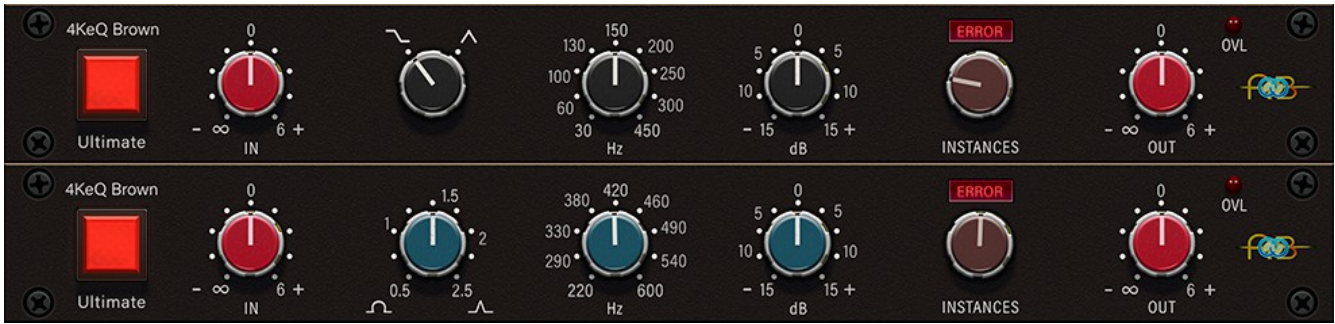 4KeQ Brown
0 150 0 ERROR 0 OVL
130 200 5 5
100 250 10 10
60 300
30 450
- ∞ 6 + - 15 15 + - ∞ 6 +
Ultimate IN Hz dB INSTANCES OUT
4KeQ Brown
0 1.5 420 0 ERROR 0 OVL
1 2 380 460 5 5
330 490 10 10
290 540
- ∞ 6 + 0.5 2.5 220 600 - 15 15 + - ∞ 6 +
Ultimate IN Hz dB INSTANCES OUT